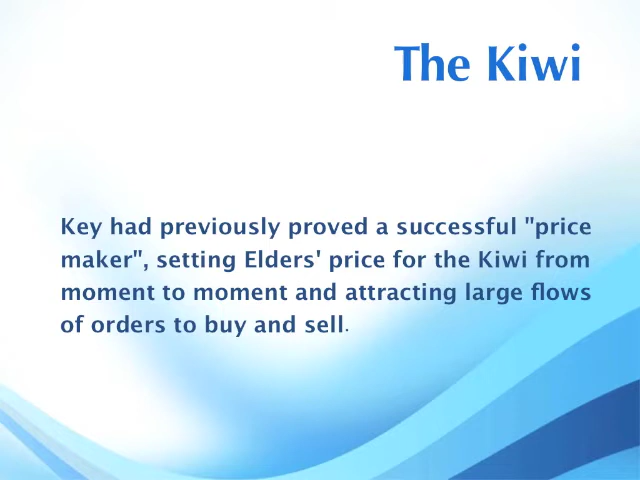 The Kiwi
Key had previously proved a successful "price
maker", setting Elders' price for the Kiwi from
moment to moment and attracting large flows
of orders to buy and sell.